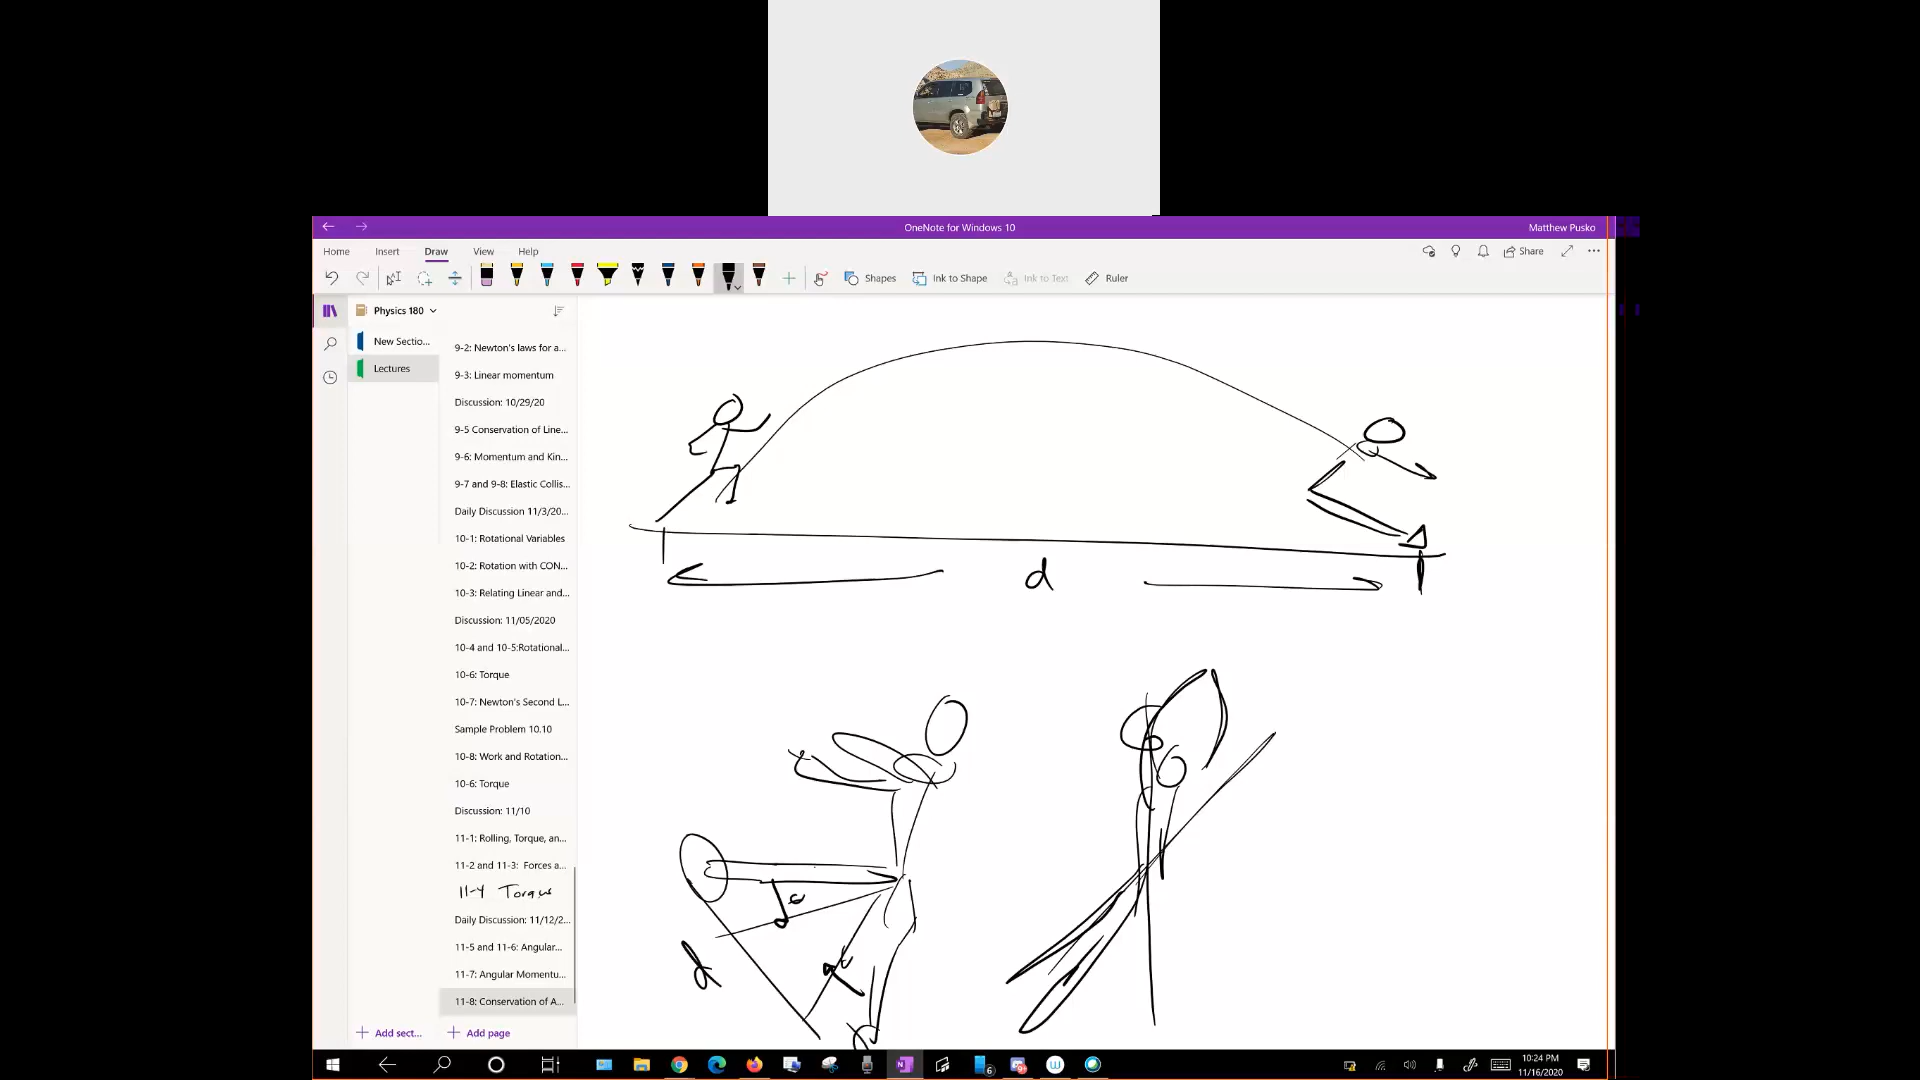 OneNote for Windows 10
Matthew Pusko
Home Insert Draw View Help
Share
Shapes
Ink to Shape
Ink to Text
Ruler
Physics 180
New Sectio...
Lectures
9-2: Newton's laws for a...
9-3: Linear momentum
Discussion: 10/29/20
9-5 Conservation of Line...
9-6: Momentum and Kin...
9-7 and 9-8: Elastic Collis...
Daily Discussion 11/3/20...
10-1: Rotational Variables
10-2: Rotation with CON...
10-3: Relating Linear and...
Discussion: 11/05/2020
10-4 and 10-5:Rotational...
10-6: Torque
10-7: Newton's Second L...
Sample Problem 10.10
10-8: Work and Rotation...
10-6: Torque
Discussion: 11/10
11-1: Rolling, Torque, an...
11-2 and 11-3: Forces a...
11-4 Torque
Daily Discussion: 11/12/2...
11-5 and 11-6: Angular...
11-7: Angular Momentu...
11-8: Conservation of A...
Add sect...
Add page
d
6
10:24 PM
11/16/2020